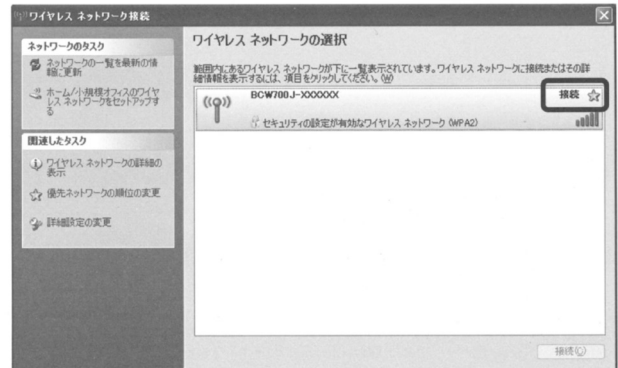 ワイヤレス ネットワーク接続
ネットワークのタスク
ネットワークの一覧を最新の情
報に更新
ホーム/小規模オフィスのワイヤ
レス ネットワークをセットアップす
る
関連したタスク
ワイヤレス ネットワークの詳細の
表示
優先ネットワークの順位の変更
詳細設定の変更
ワイヤレス ネットワークの選択
範囲内にあるワイヤレス ネットワークが下に一覧表示されています。ワイヤレス ネットワークに接続またはその詳
細情報を表示するには、項目をクリックしてください。(W)
BCW700J-XXXXXX
接続
セキュリティの設定が有効なワイヤレス ネットワーク (WPA2)
接続(C)